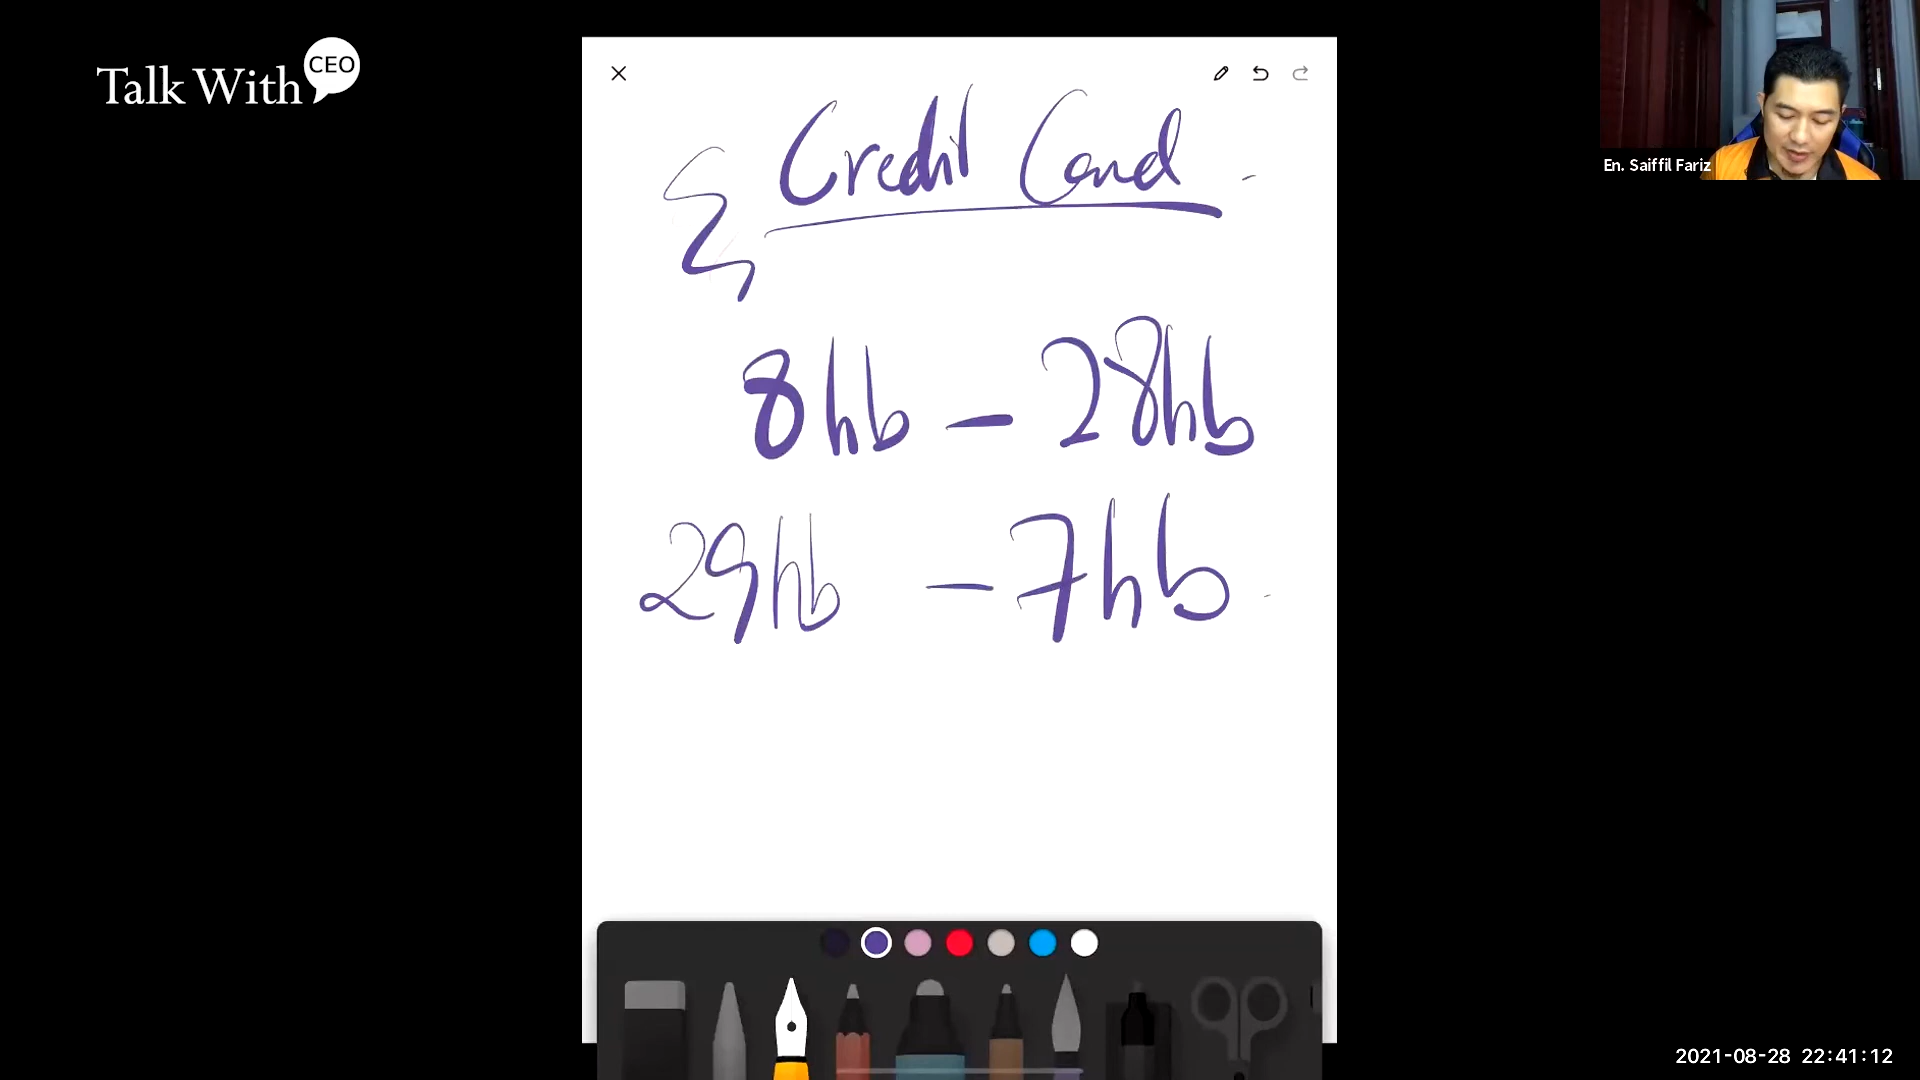 Talk With CEO
En. Saiffil Fariz
Credit Card
8hb - 28hb
29hb - 7hb
2021-08-28 22:41:12